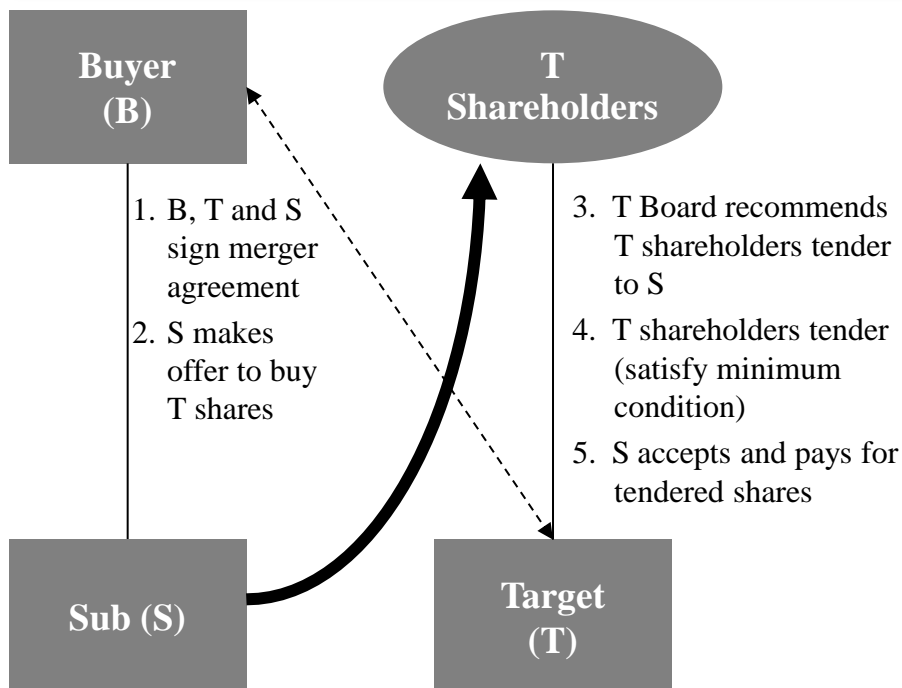 Buyer
(B)
T
Shareholders
1. B, T and S
sign merger
agreement
2. S makes
offer to buy
T shares
3. T Board recommends
T shareholders tender
to S
4. T shareholders tender
(satisfy minimum
condition)
5. S accepts and pays for
tendered shares
Sub (S)
Target
(T)